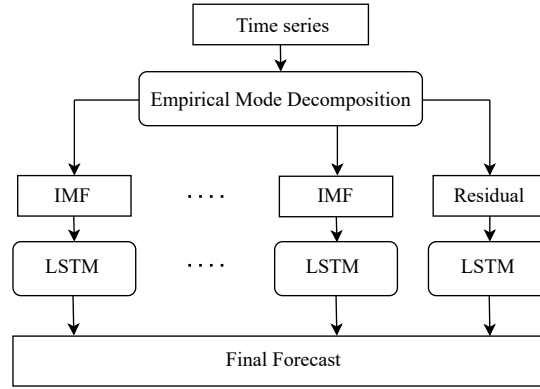 Time series
Empirical Mode Decomposition
IMF .... IMF Residual
LSTM .... LSTM LSTM
Final Forecast